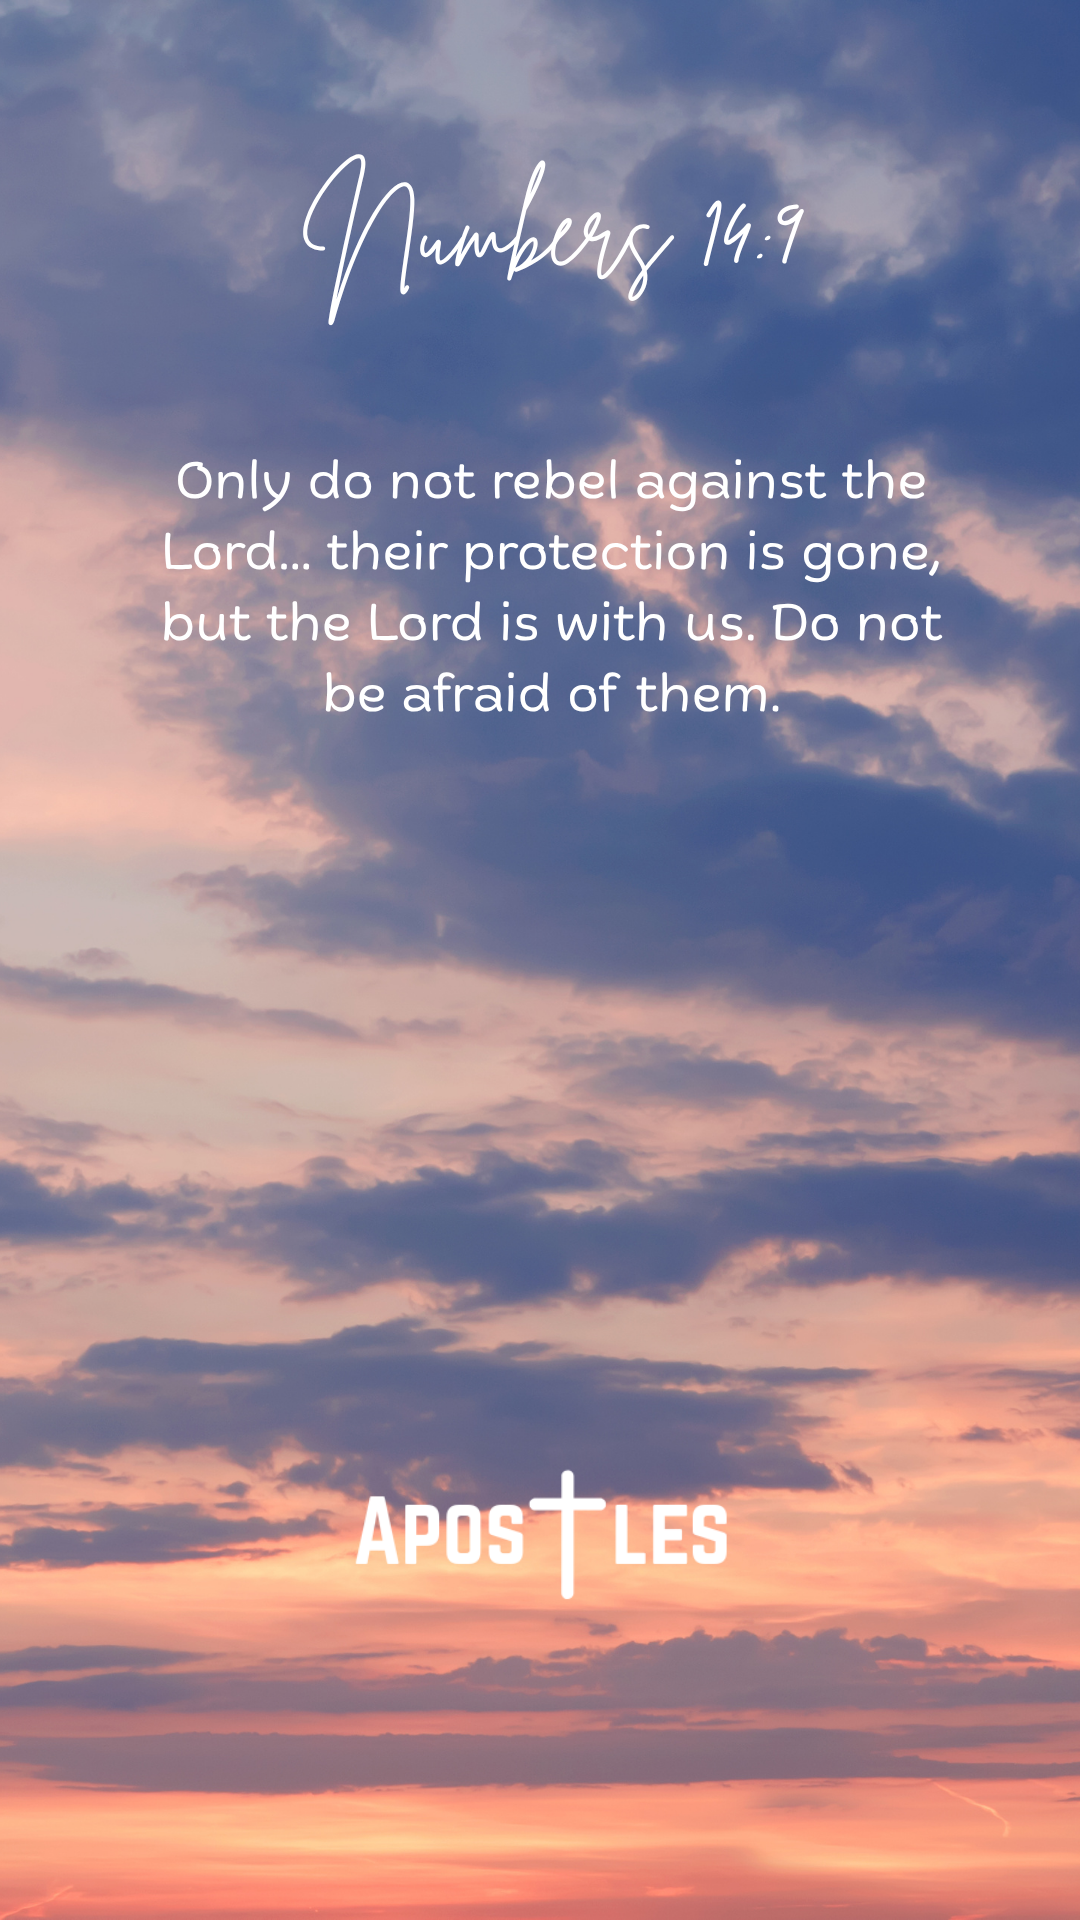 Numbers 14:9
Only do not rebel against the
Lord... their protection is gone,
but the Lord is with us. Do not
be afraid of them.
APOSTLES